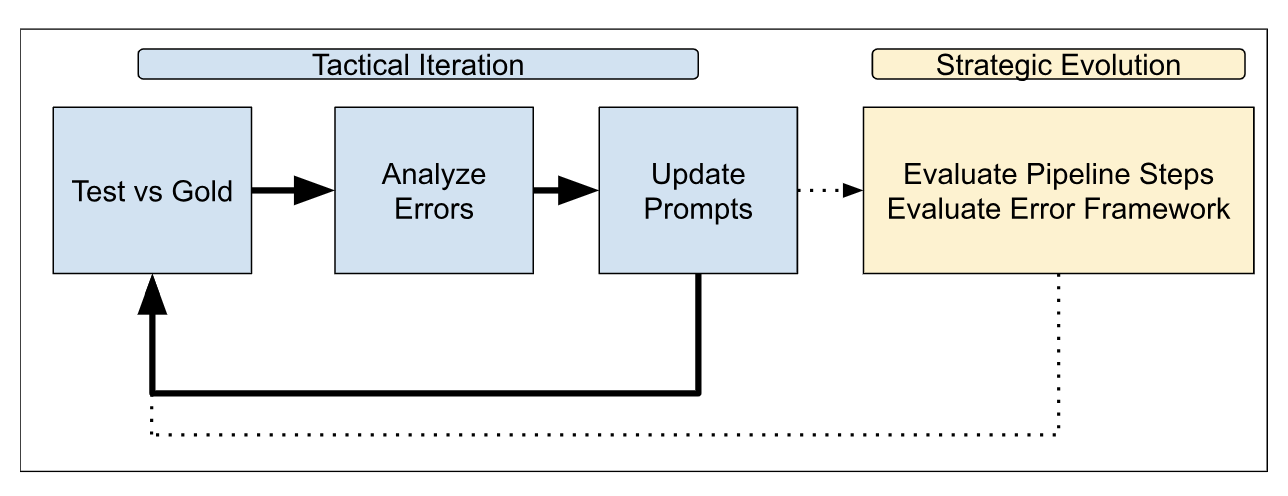 Tactical Iteration
Strategic Evolution
Test vs Gold
Analyze
Errors
Update
Prompts
Evaluate Pipeline Steps
Evaluate Error Framework